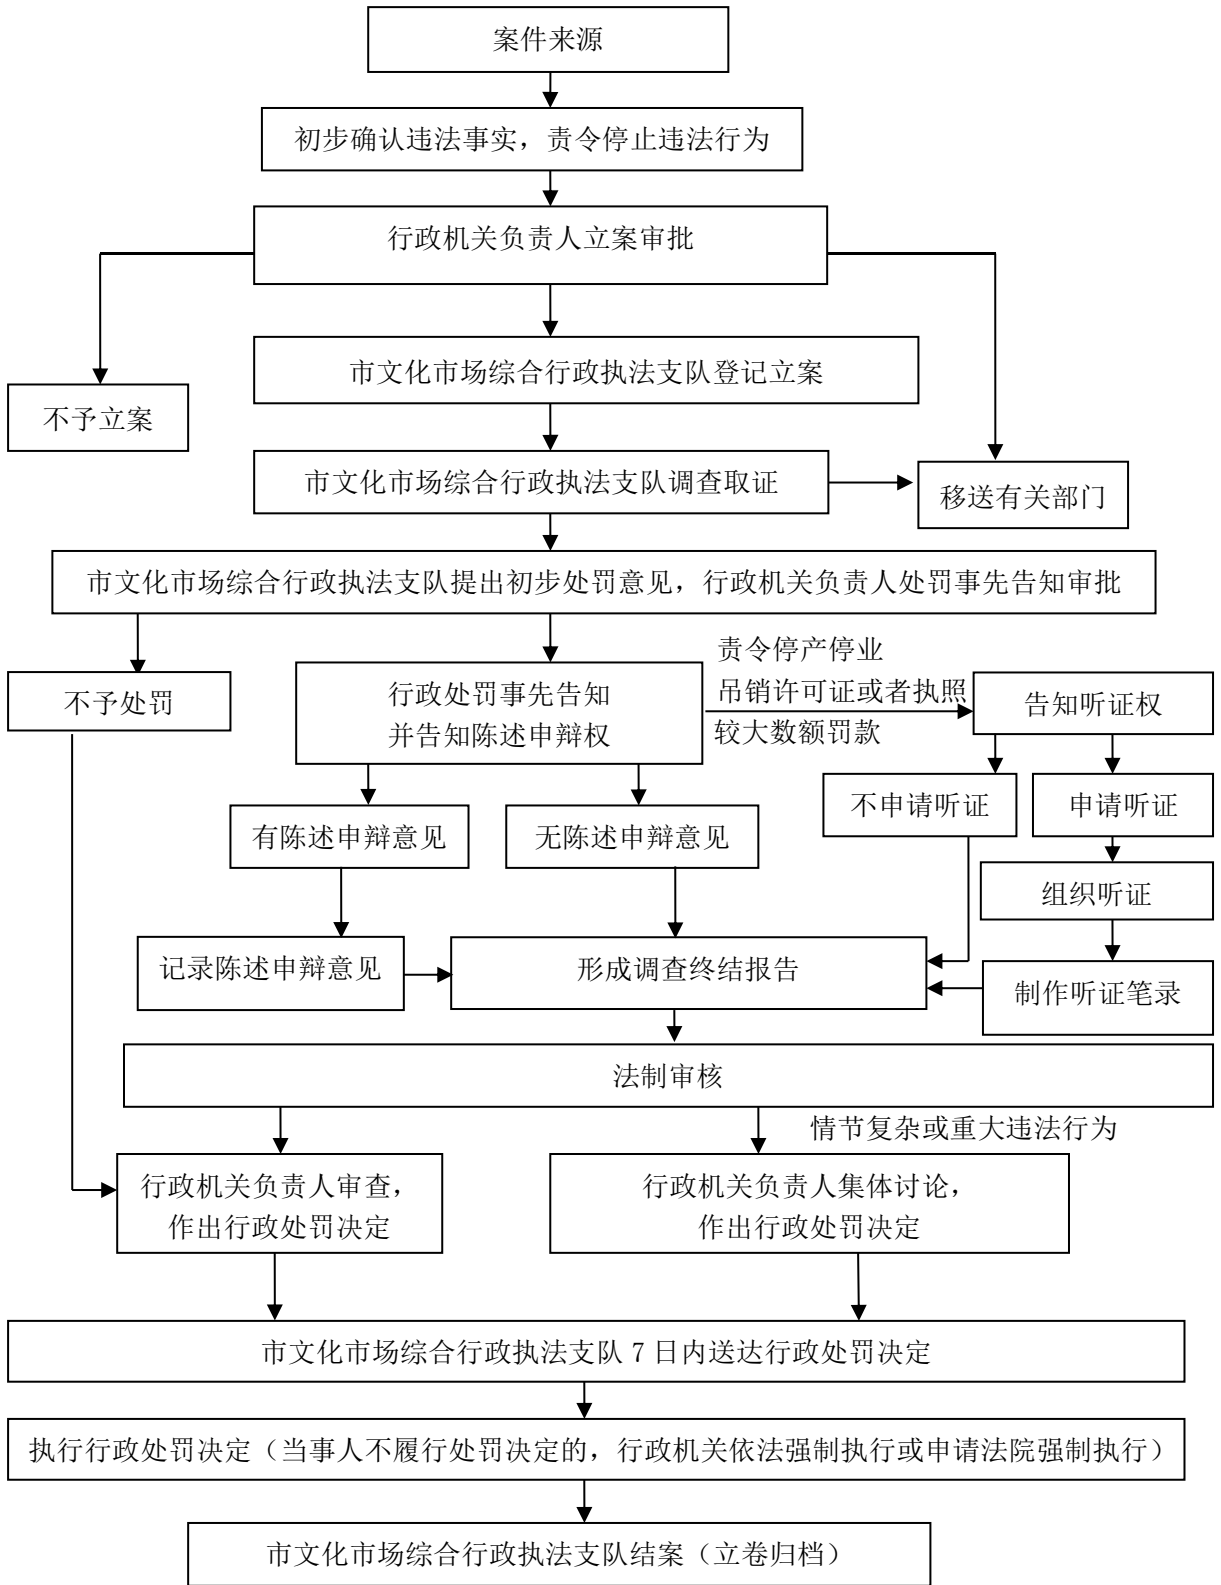 案件来源
初步确认违法事实，责令停止违法行为
行政机关负责人立案审批
市文化市场综合行政执法支队登记立案
不予立案
市文化市场综合行政执法支队调查取证
移送有关部门
市文化市场综合行政执法支队提出初步处罚意见，行政机关负责人处罚事先告知审批
不予处罚
行政处罚事先告知
并告知陈述申辩权
责令停产停业
吊销许可证或者执照
较大数额罚款
告知听证权
不申请听证
申请听证
有陈述申辩意见
无陈述申辩意见
组织听证
记录陈述申辩意见
形成调查终结报告
制作听证笔录
法制审核
情节复杂或重大违法行为
行政机关负责人审查，
作出行政处罚决定
行政机关负责人集体讨论，
作出行政处罚决定
市文化市场综合行政执法支队 7 日内送达行政处罚决定
执行行政处罚决定（当事人不履行处罚决定的，行政机关依法强制执行或申请法院强制执行）
市文化市场综合行政执法支队结案（立卷归档）